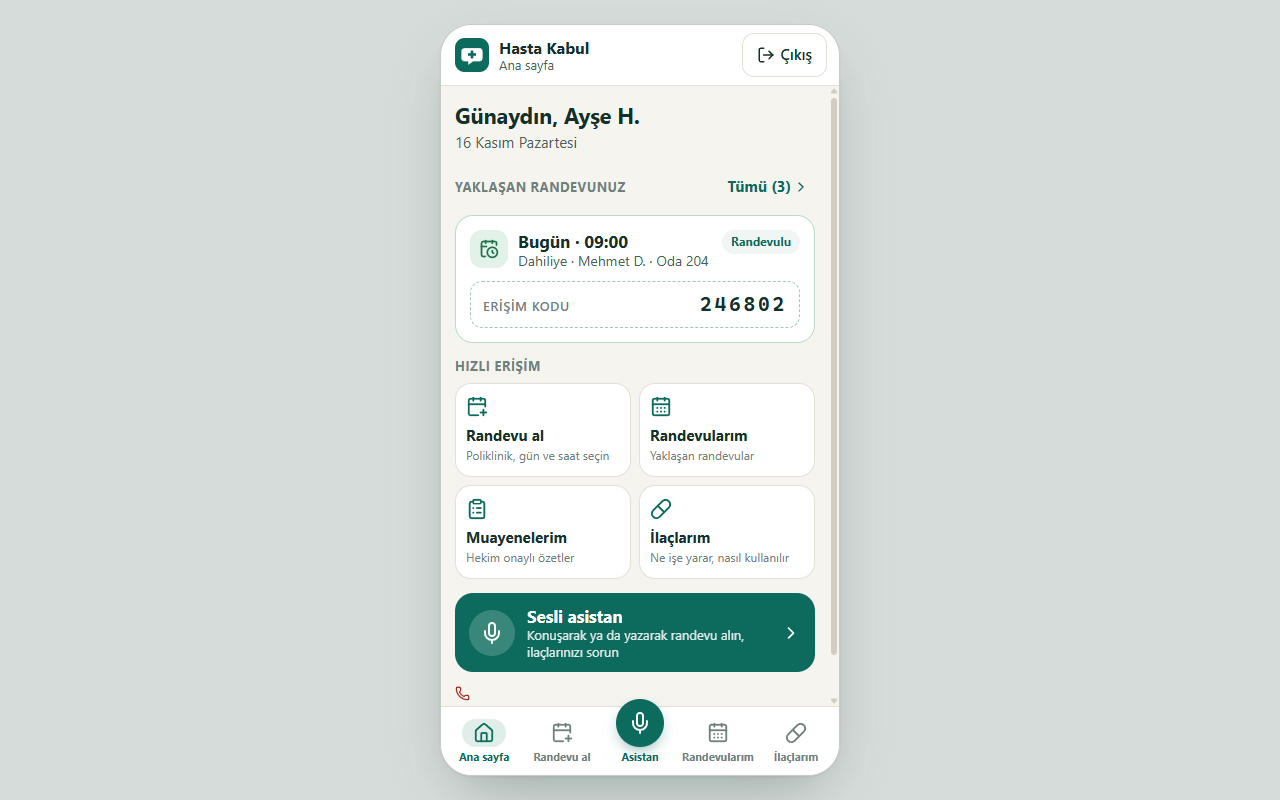 Hasta Kabul
Ana sayfa
Çıkış
Günaydın, Ayşe H.
16 Kasım Pazartesi
YAKLAŞAN RANDEVUNUZ
Tümü (3)
Bugün · 09:00
Randevulu
Dahiliye · Mehmet D. · Oda 204
ERİŞİM KODU
246802
HIZLI ERİŞİM
Randevu al
Poliklinik, gün ve saat seçin
Randevularım
Yaklaşan randevular
Muayenelerim
Hekim onaylı özetler
İlaçlarım
Ne işe yarar, nasıl kullanılır
Sesli asistan
Konuşarak ya da yazarak randevu alın,
ilaçlarınızı sorun
Ana sayfa
Randevu al
Asistan
Randevularım
İlaçlarım